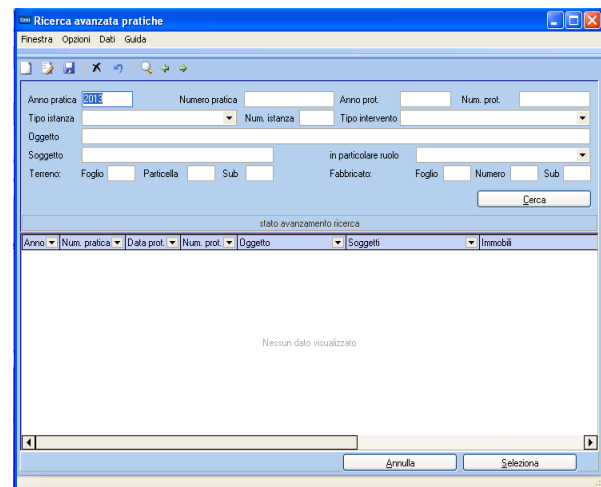 Ricerca avanzata pratiche
Finestra Opzioni Dati Guida
Anno pratica 2013 Numero pratica Anno prot. Num. prot.
Tipo istanza Num. istanza Tipo intervento
Oggetto
Soggetto in particolare ruolo
Terreno: Foglio Particella Sub Fabbricato: Foglio Numero Sub
Cerca
stato avanzamento ricerca
Anno Num. pratica Data prot. Num. prot. Oggetto Soggetti Immobili
Nessun dato visualizzato
Annulla Seleziona